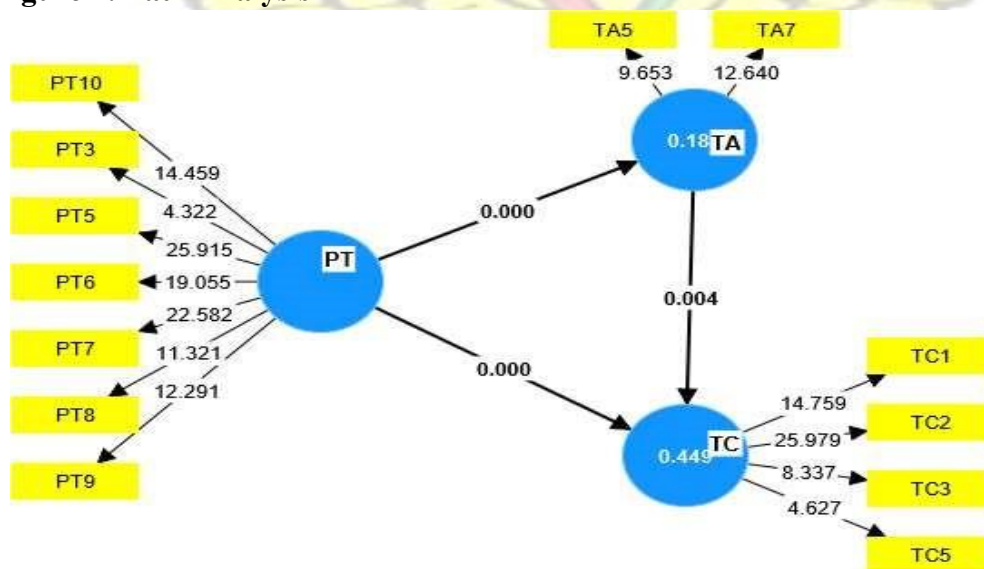 TA5
TA7
9.653
12.640
PT10
PT3
PT5
PT6
PT7
PT8
PT9
14.459
4.322
25.915
19.055
22.582
11.321
12.291
PT
0.18
TA
0.000
0.004
0.000
TC
0.449
14.759
25.979
8.337
4.627
TC1
TC2
TC3
TC5